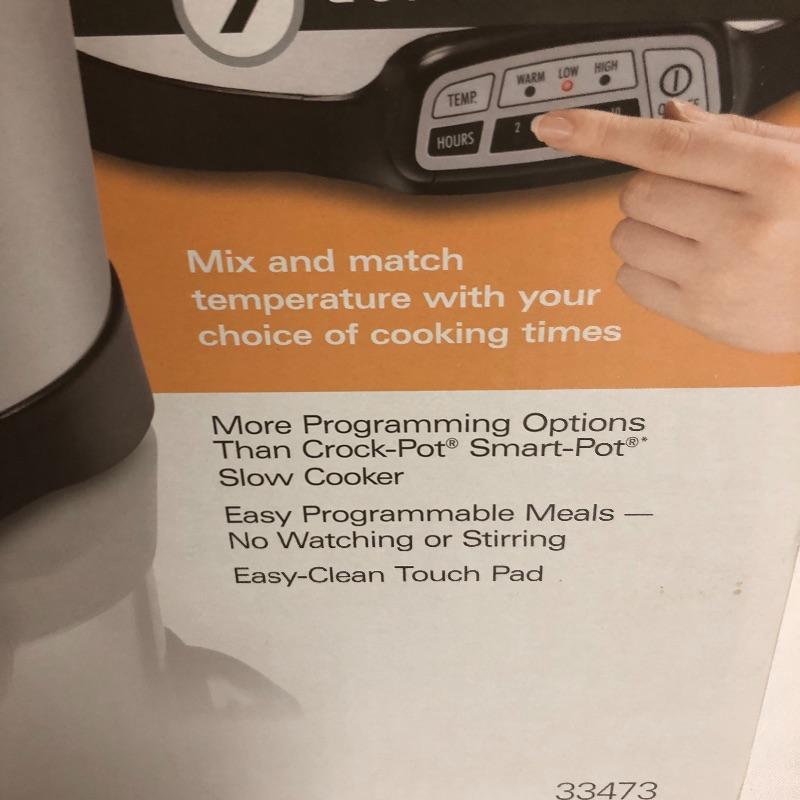 7
WARM LOW HIGH
TEMP.
HOURS 2 10
Mix and match
temperature with your
choice of cooking times
More Programming Options
Than Crock-Pot® Smart-Pot®*
Slow Cooker
Easy Programmable Meals —
No Watching or Stirring
Easy-Clean Touch Pad
33473